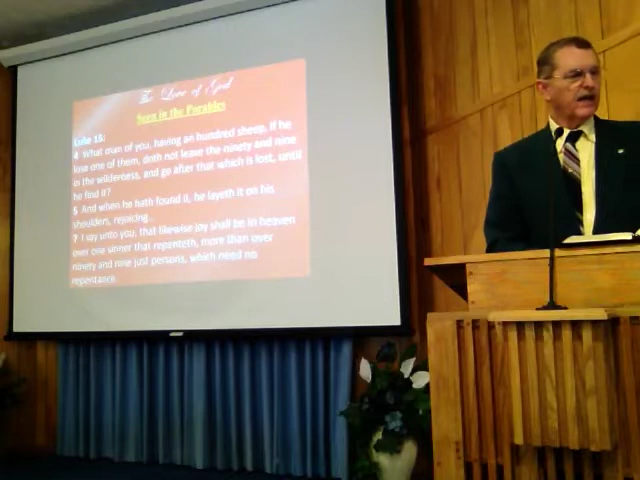 The Love of God
Seen in the Parables
Luke 15:
4 What man of you, having an hundred sheep, if he
lose one of them, doth not leave the ninety and nine
in the wilderness, and go after that which is lost, until
he find it?
5 And when he hath found it, he layeth it on his
shoulders, rejoicing...
7 I say unto you, that likewise joy shall be in heaven
over one sinner that repenteth, more than over
ninety and nine just persons, which need no
repentance.